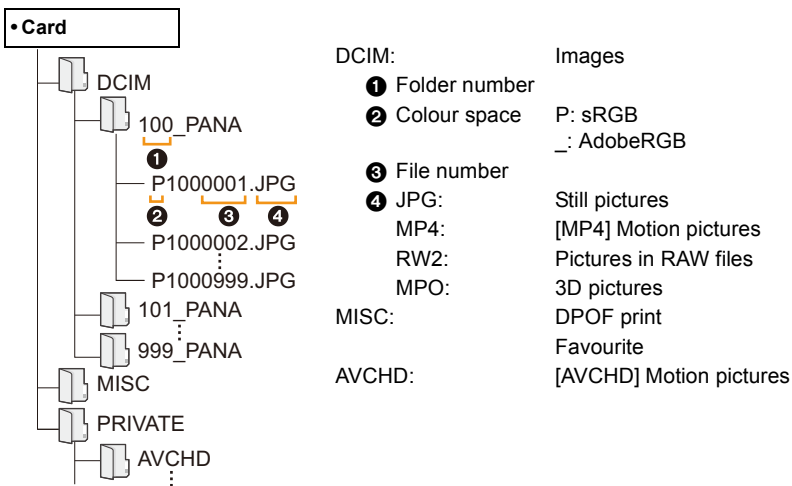 • Card
DCIM
100_PANA
❶
P1000001.JPG
❷ ❸ ❹
P1000002.JPG
P1000999.JPG
101_PANA
999_PANA
MISC
PRIVATE
AVCHD
DCIM: Images
❶ Folder number
❷ Colour space P: sRGB
_: AdobeRGB
❸ File number
❹ JPG: Still pictures
MP4: [MP4] Motion pictures
RW2: Pictures in RAW files
MPO: 3D pictures
MISC: DPOF print
Favourite
AVCHD: [AVCHD] Motion pictures